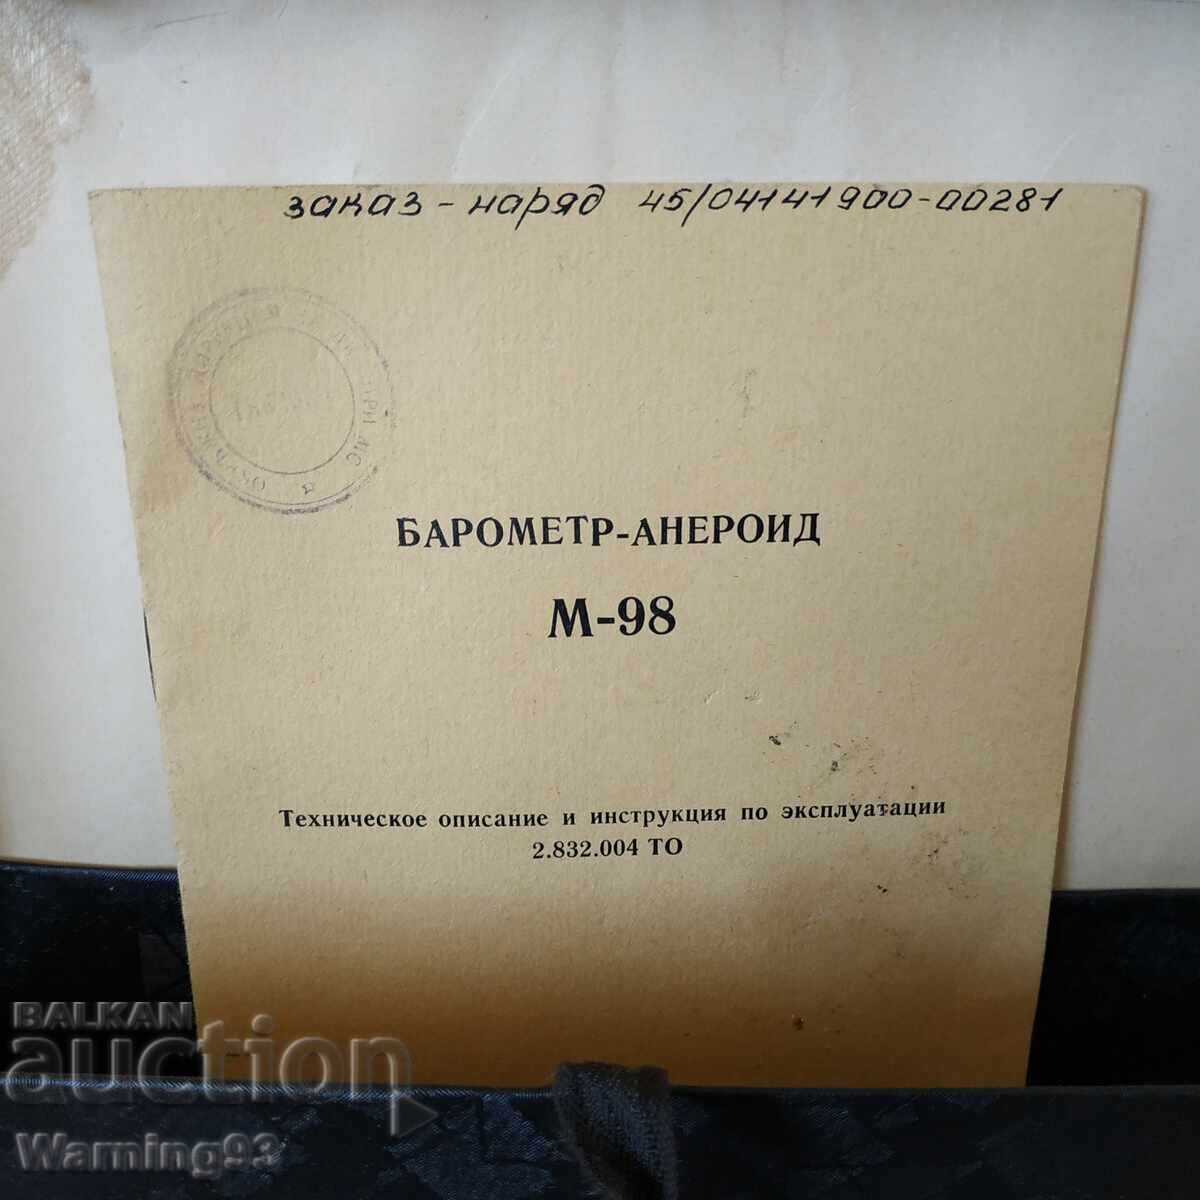 заказ-наряд 45/04141900-00281
БАРОМЕТР-АНЕРОИД
М-98
Техническое описание и инструкция по эксплуатации
2.832.004 ТО
BALKAN
auction
Warning93